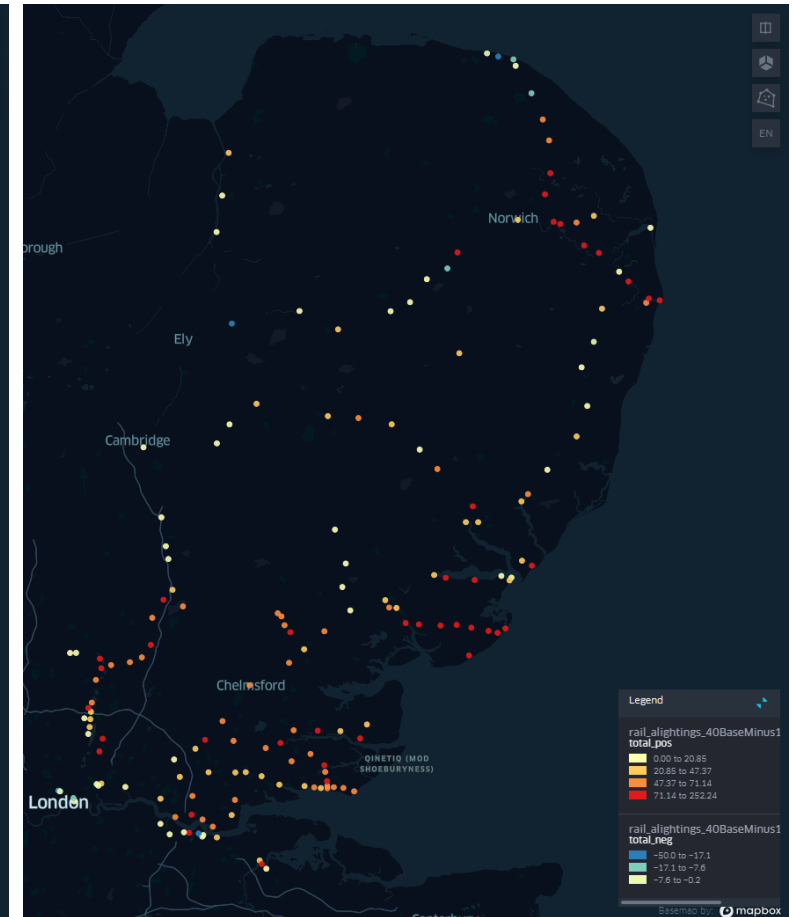 EN
Norwich
orough
Ely
Cambridge
Chelmsford
QINETIQ (MOD
SHOEBURYNESS)
London
Legend
rail_alightings_40BaseMinus1
total_pos
0.00 to 20.85
20.85 to 47.37
47.37 to 71.14
71.14 to 252.24
rail_alightings_40BaseMinus1
total_neg
−50.0 to −17.1
−17.1 to −7.6
−7.6 to −0.2
Basemap by: mapbox